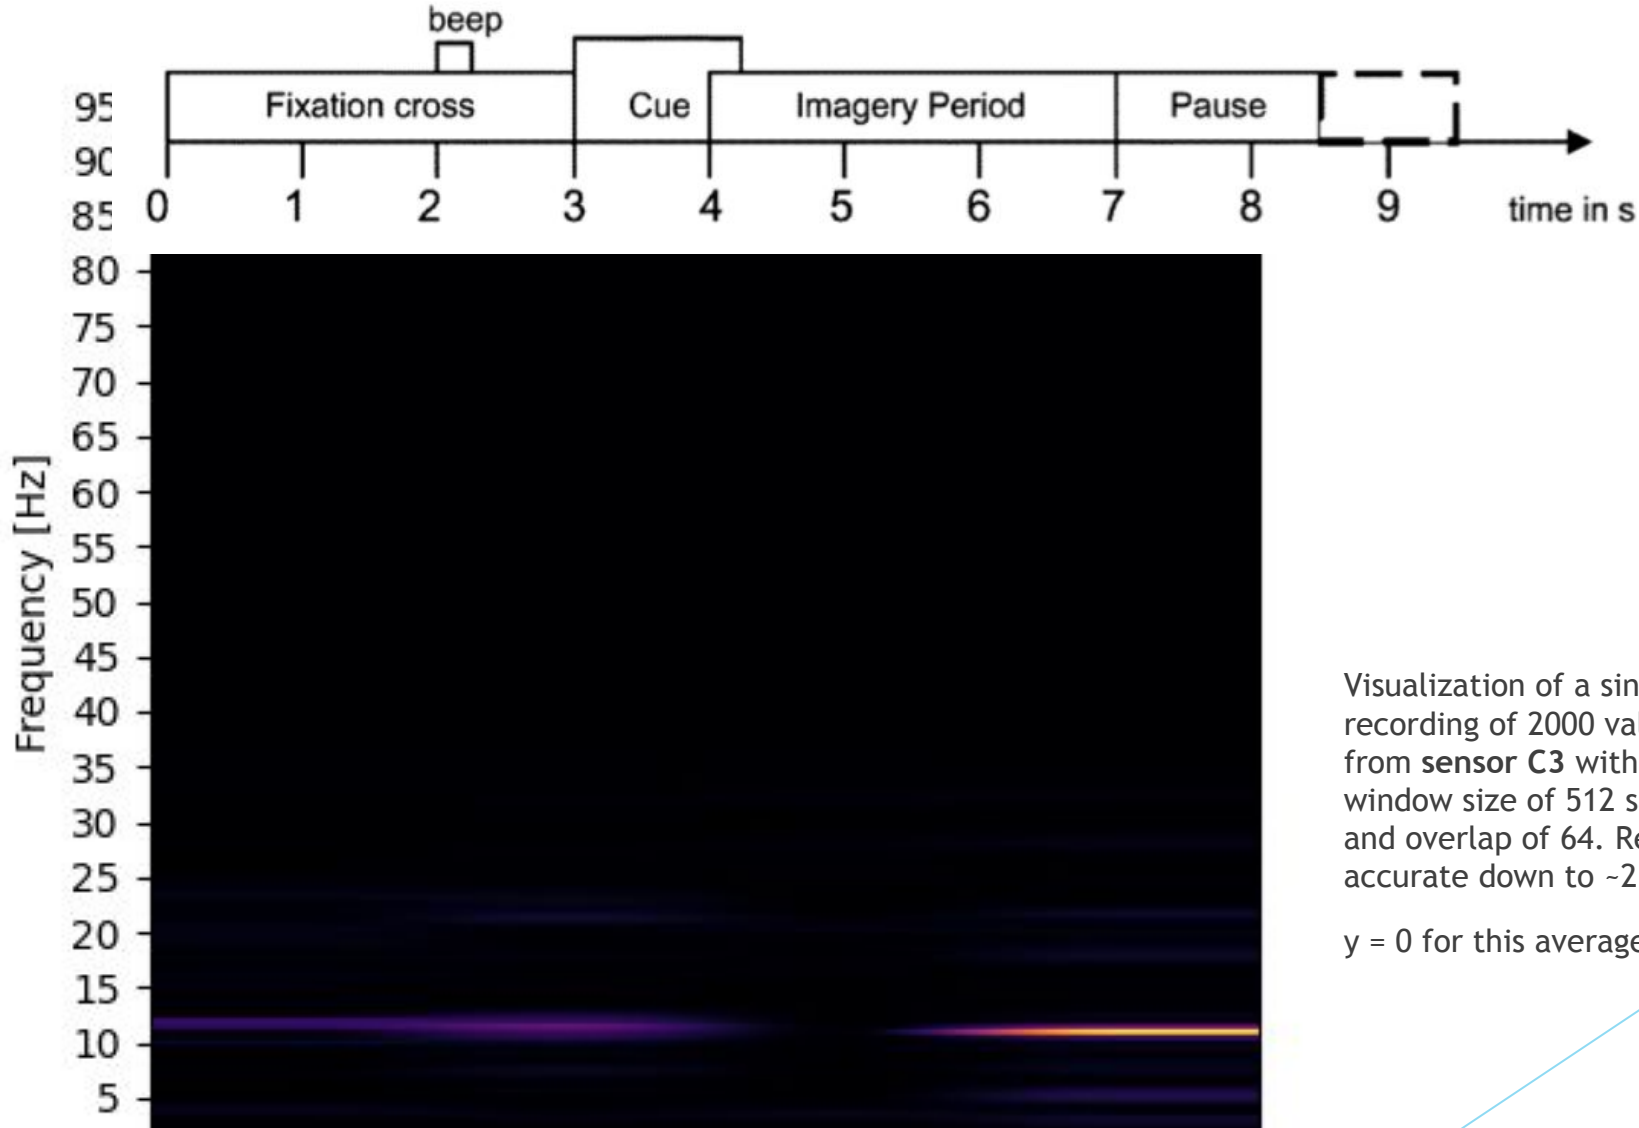 beep
Fixation cross Cue Imagery Period Pause
95
90
85
0 1 2 3 4 5 6 7 8 9 time in s
80
75
70
65
60
55
50
45
40
35
30
25
20
15
10
5
Frequency [Hz]
Visualization of a sin
recording of 2000 val
from sensor C3 with
window size of 512 s
and overlap of 64. Re
accurate down to ~2
y = 0 for this average